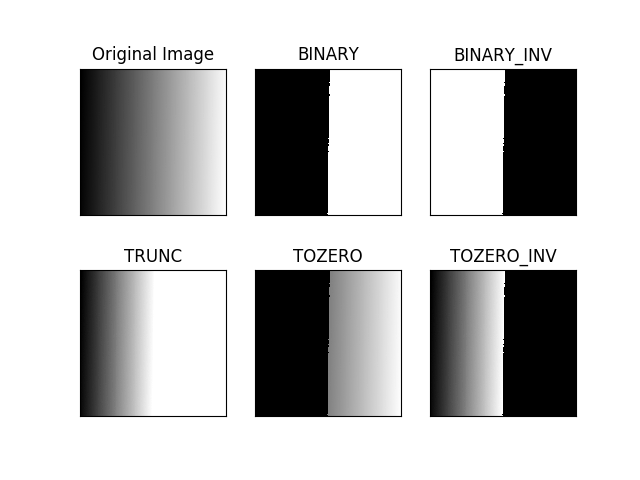 Original Image
BINARY
BINARY_INV
TRUNC
TOZERO
TOZERO_INV